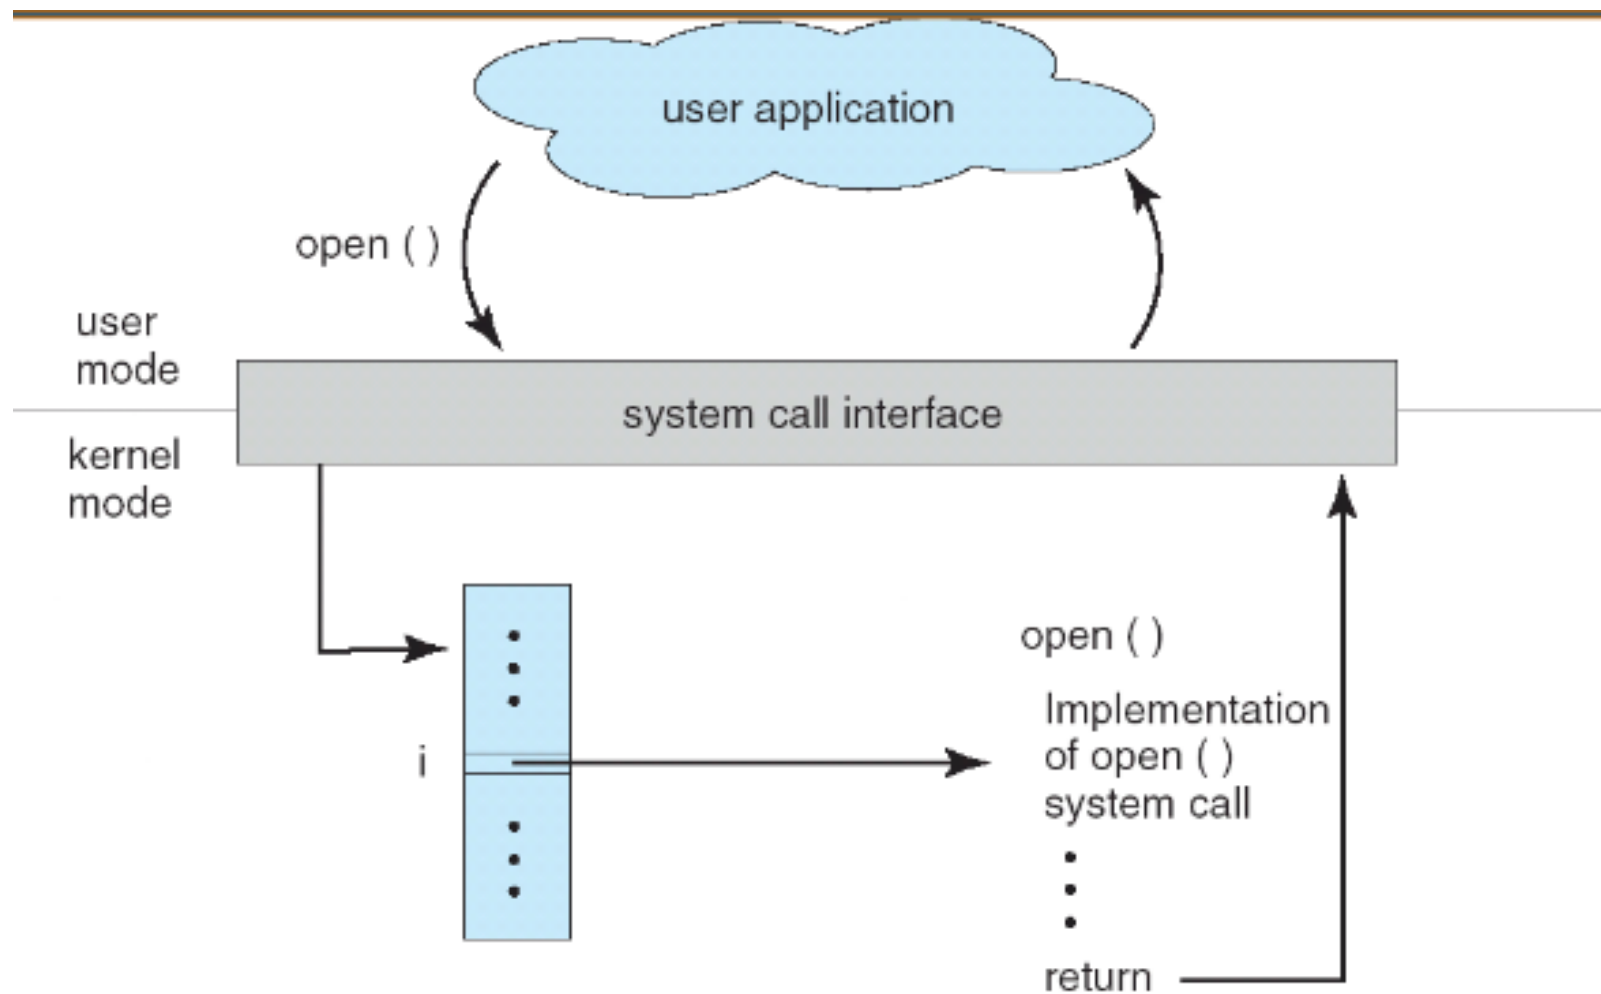 user application
open ( )
user
mode
system call interface
kernel
mode
open ( )
i
Implementation
of open ( )
system call
return